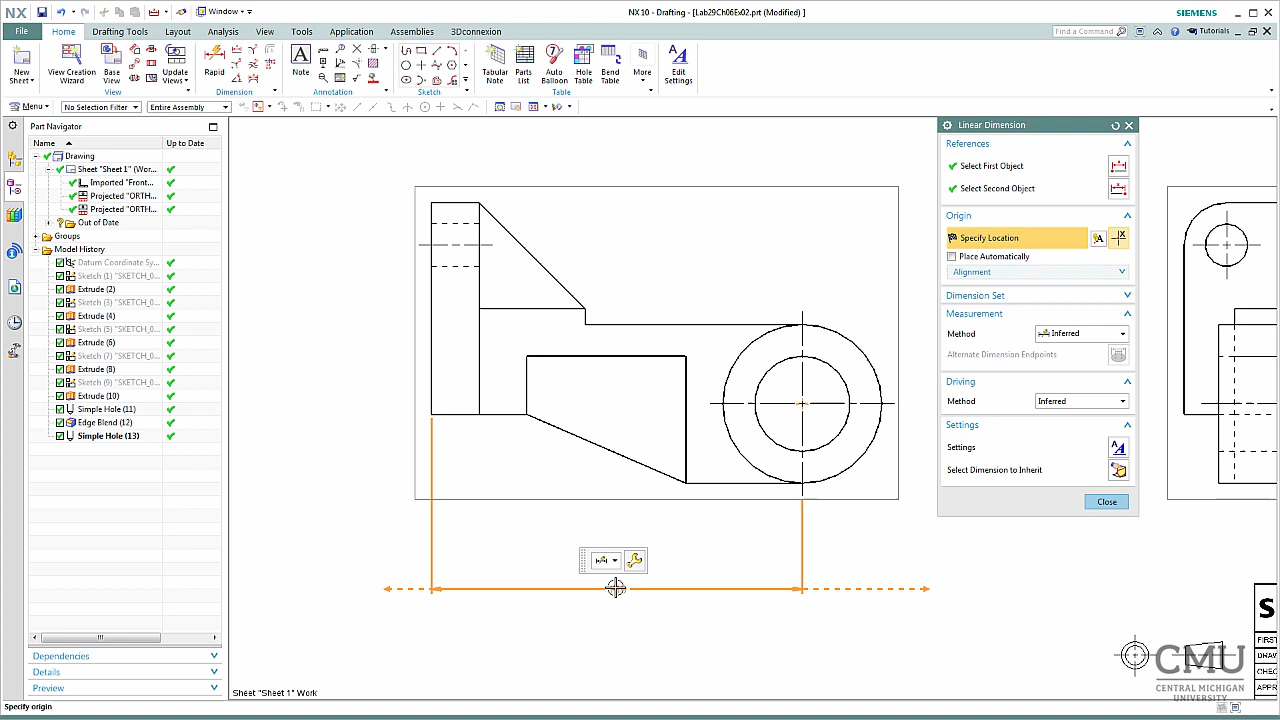 NX
Window
NX 10 - Drafting - [Lab29Ch06Ex02.prt (Modified) ]
SIEMENS
File
Home
Drafting Tools
Layout
Analysis
View
Tools
Application
Assemblies
3Dconnexion
Find a Command
Tutorials
New Sheet
View Creation Wizard
Base View
Update Views
View
Rapid
Dimension
A
Note
Annotation
Sketch
Tabular Note
Parts List
Auto Balloon
Hole Table
Bend Table
More
Table
Edit Settings
Menu
No Selection Filter
Entire Assembly
Part Navigator
Name
Up to Date
Drawing
Sheet "Sheet 1" (Wor...
Imported "Front...
Projected "ORTH...
Projected "ORTH...
Out of Date
Groups
Model History
Datum Coordinate Sy...
Sketch (1) "SKETCH_0...
Extrude (2)
Sketch (3) "SKETCH_0...
Extrude (4)
Sketch (5) "SKETCH_0...
Extrude (6)
Sketch (7) "SKETCH_0...
Extrude (8)
Sketch (9) "SKETCH_0...
Extrude (10)
Simple Hole (11)
Edge Blend (12)
Simple Hole (13)
Dependencies
Details
Preview
Linear Dimension
References
Select First Object
Select Second Object
Origin
Specify Location
Place Automatically
Alignment
Dimension Set
Measurement
Method
Inferred
Alternate Dimension Endpoints
Driving
Method
Inferred
Settings
Settings
Select Dimension to Inherit
Close
S
FIRST
DRAW
CHEC
APPR
CMU
CENTRAL MICHIGAN
UNIVERSITY
Sheet "Sheet 1" Work
Specify origin